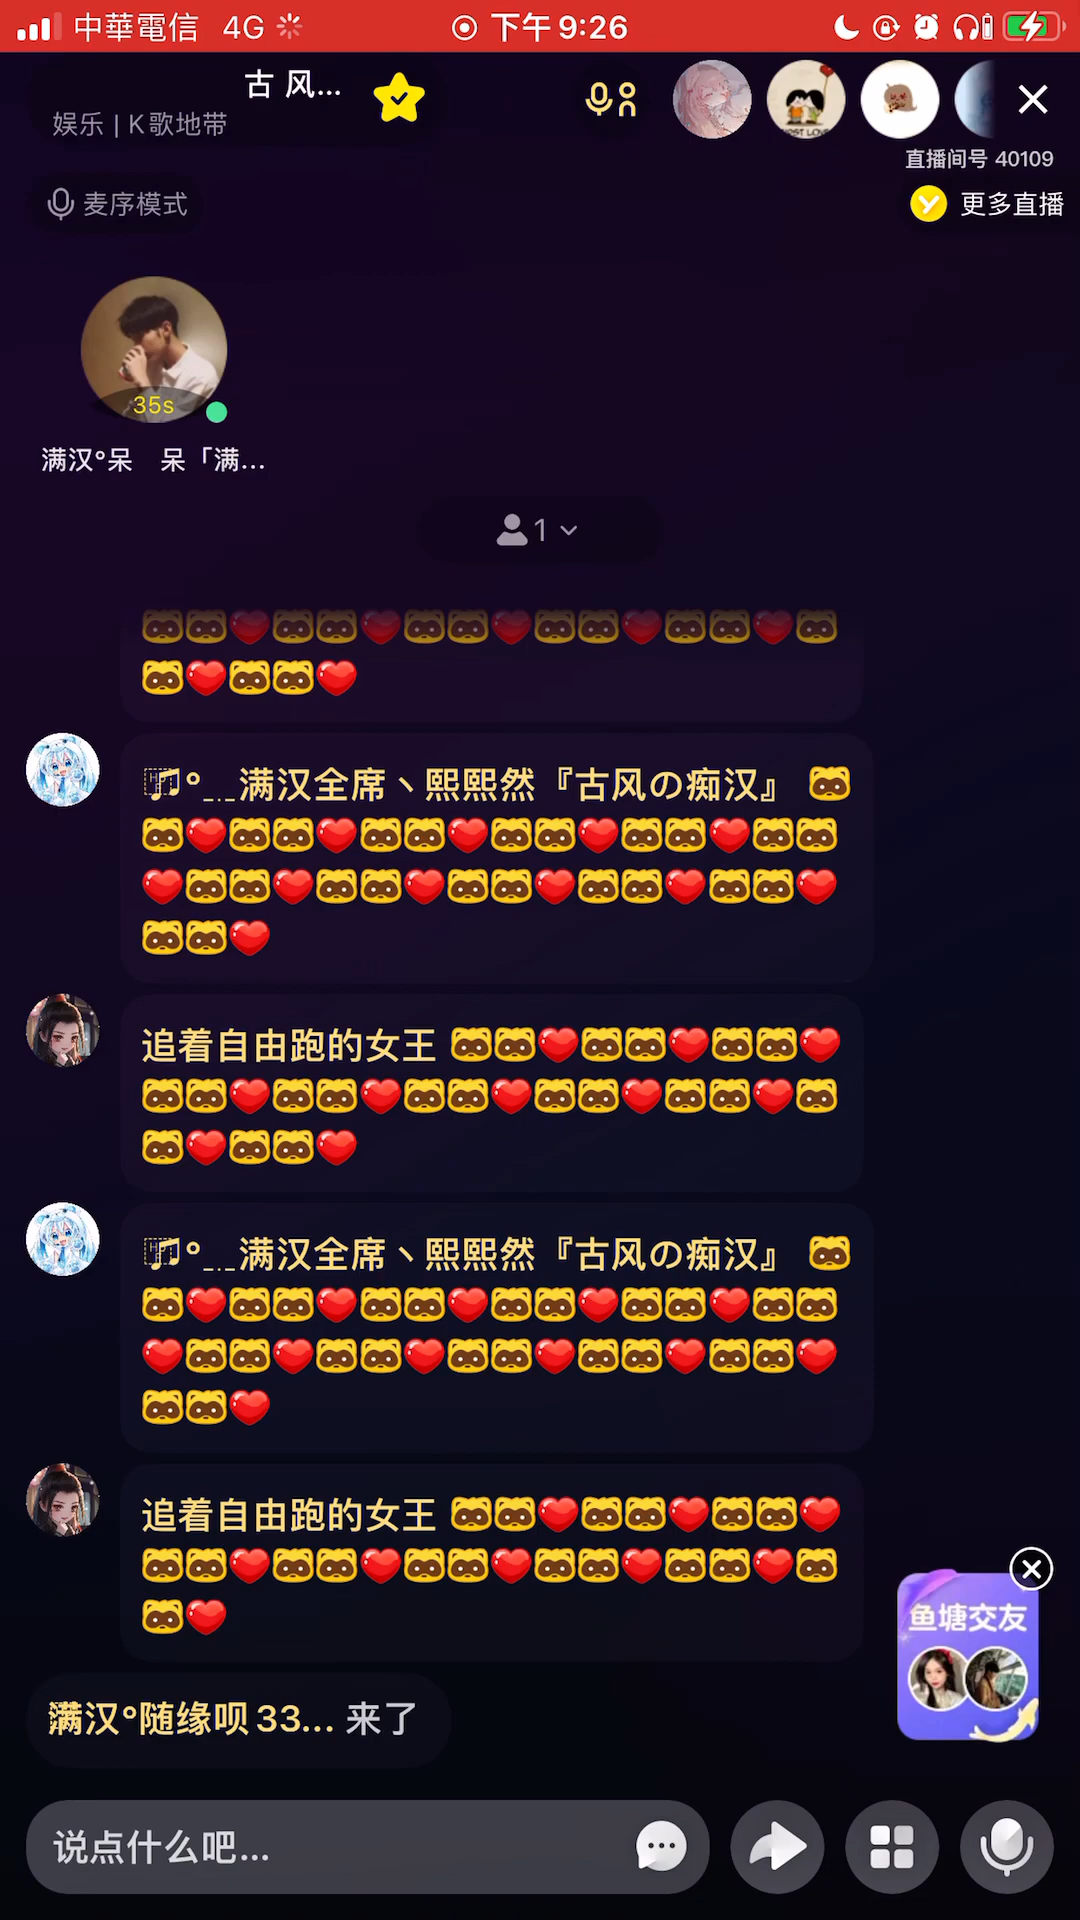 中華電信 4G 下午 9:26
古 风...
娱乐 | K歌地带
直播间号 40109
麦序模式
更多直播
35s
满汉°呆 呆「满...
1
°_._满汉全席丶熙熙然『古风の痴汉』
追着自由跑的女王
°_._满汉全席丶熙熙然『古风の痴汉』
追着自由跑的女王
鱼塘交友
满汉°随缘呗 33... 来了
说点什么吧...